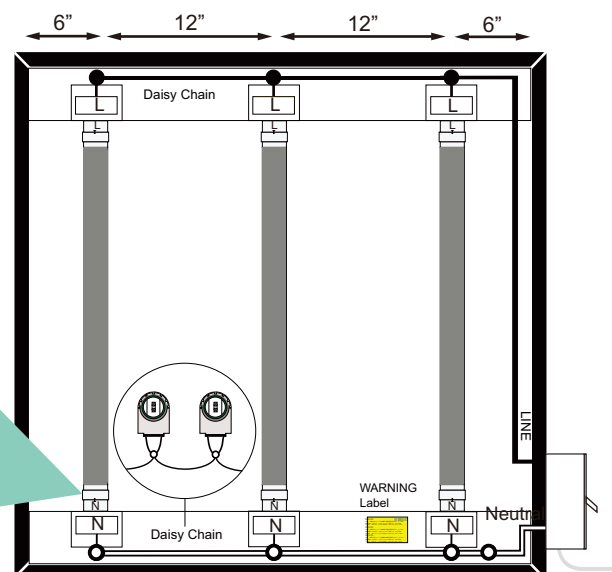 6” 12” 12” 6”
Daisy Chain
L L L
L L L
LINE
WARNING
Label
N N N
N N N
Neutral
Daisy Chain